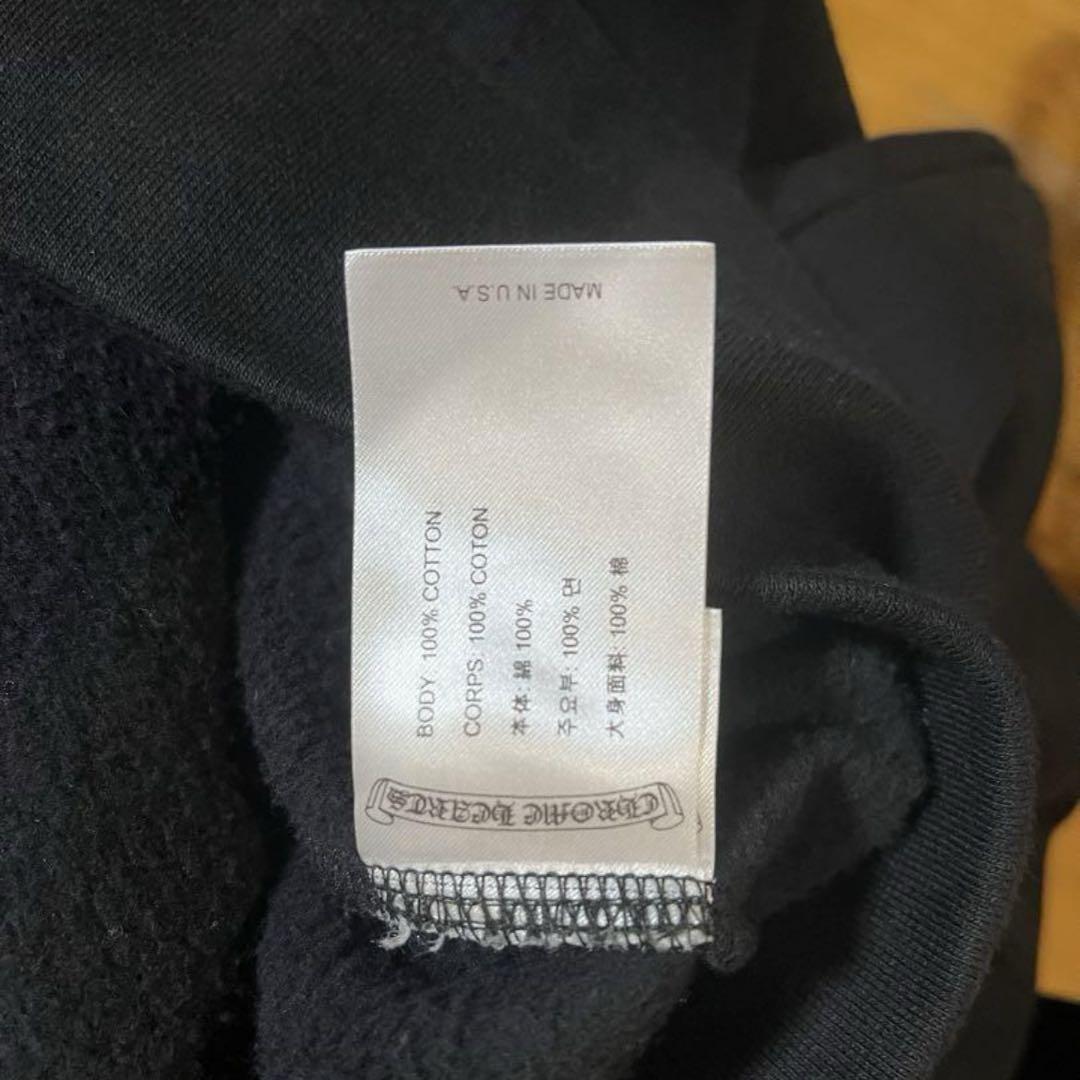 MADE IN U.S.A.
BODY 100% COTTON
CORPS: 100% COTON
本体: 綿 100%
주요부: 100% 면
大身面料: 100% 棉
CHROME HEARTS